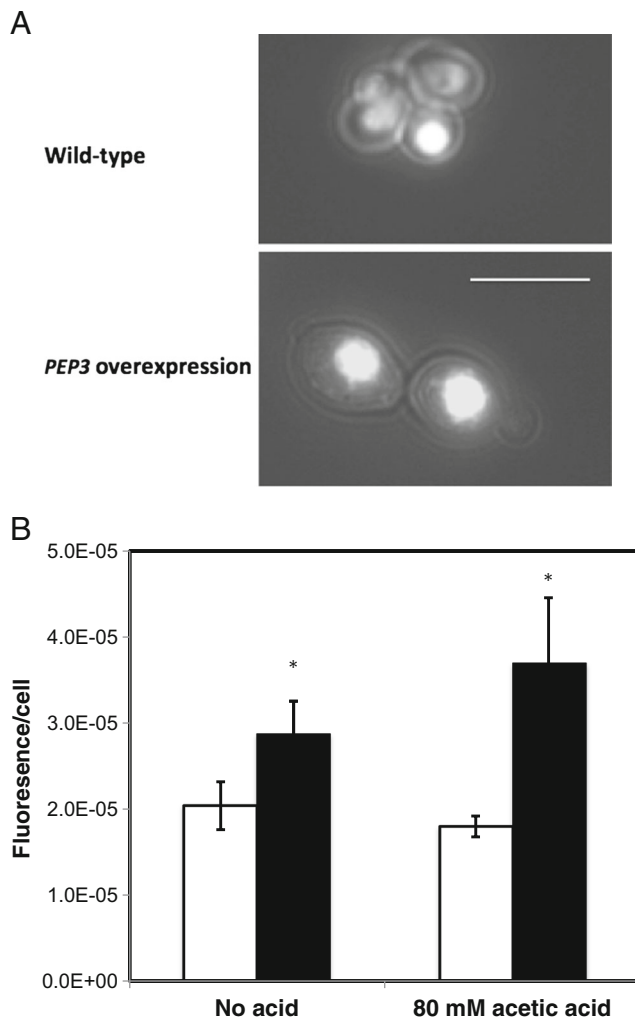 A
Wild-type
PEP3 overexpression
B
5.0E-05
4.0E-05
3.0E-05
2.0E-05
1.0E-05
0.0E+00
Fluoresence/cell
*
*
No acid
80 mM acetic acid